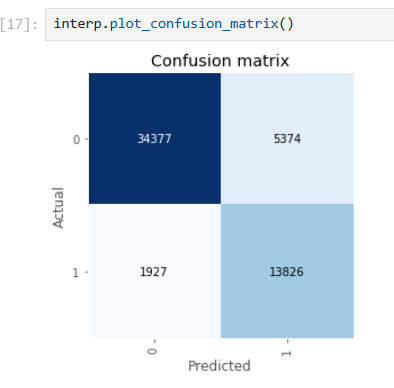 [17]: interp.plot_confusion_matrix()
Confusion matrix
0 34377 5374
Actual
1 1927 13826
0 1
Predicted